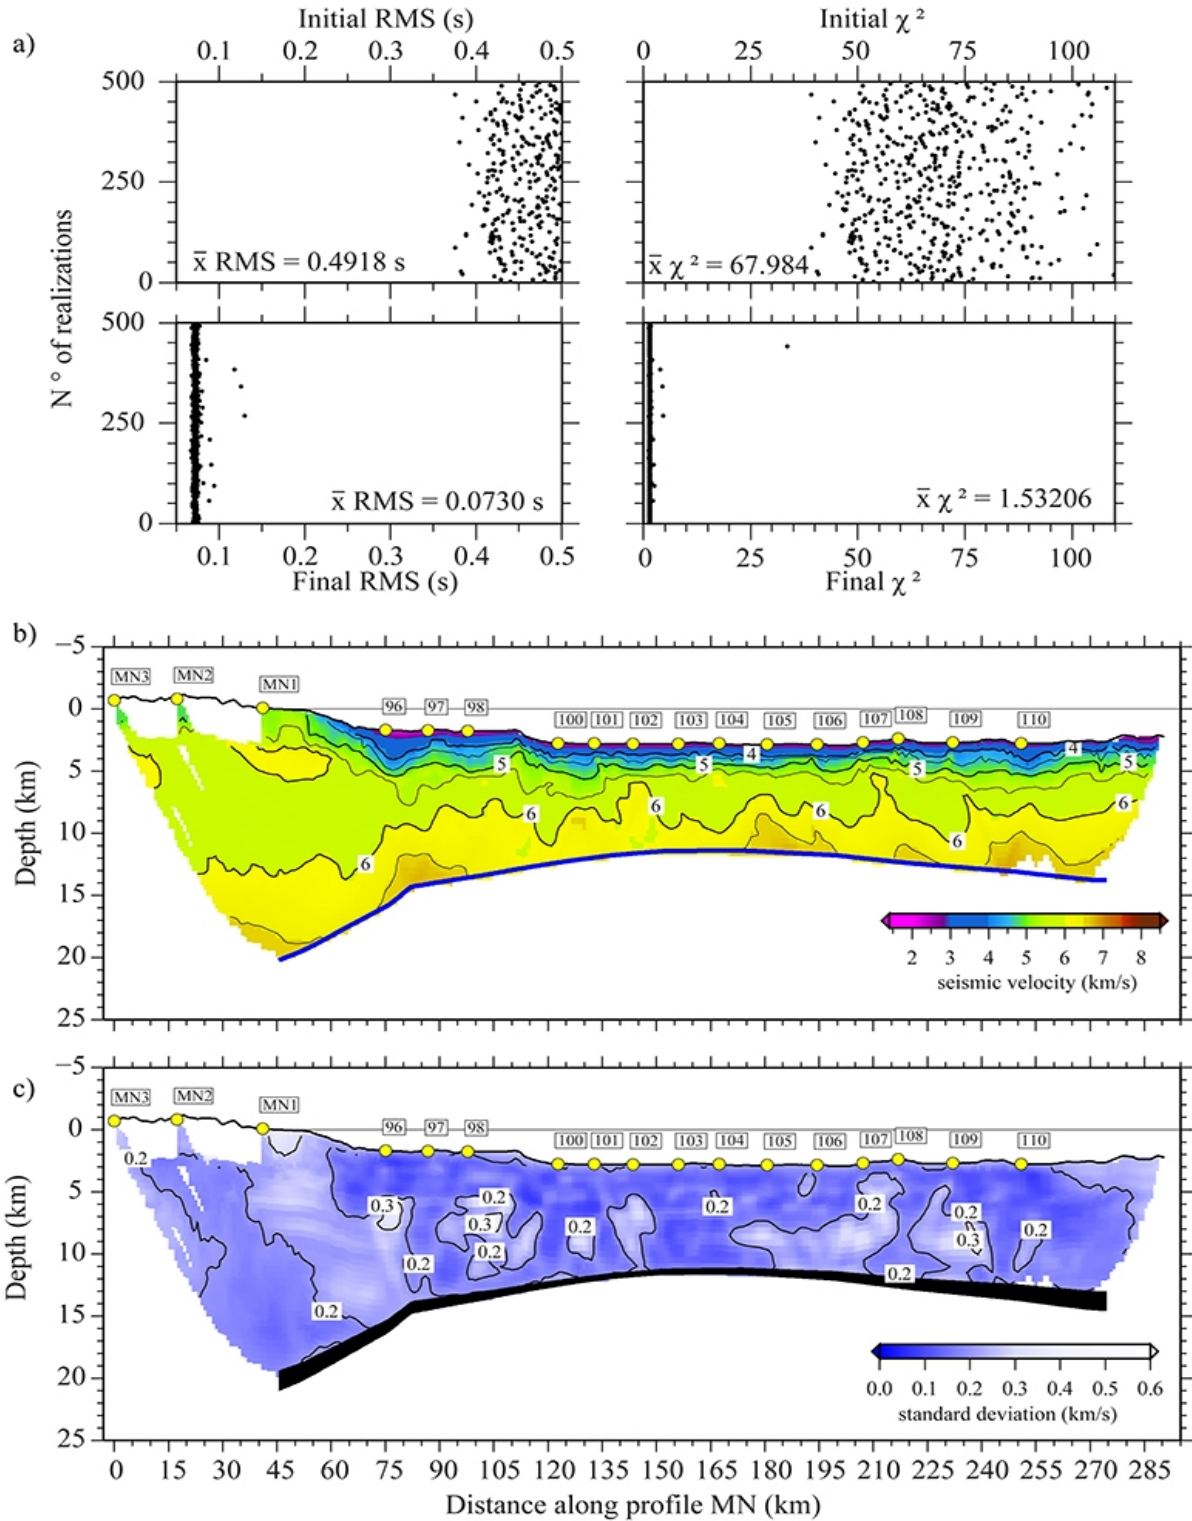 Initial RMS (s)
Initial χ²
a)
0.1 0.2 0.3 0.4 0.5
0 25 50 75 100
500
250
0
x̄ RMS = 0.4918 s
x̄ χ² = 67.984
N° of realizations
500
250
0
x̄ RMS = 0.0730 s
x̄ χ² = 1.53206
0.1 0.2 0.3 0.4 0.5
0 25 50 75 100
Final RMS (s)
Final χ²
b)
−5
0
5
10
15
20
25
Depth (km)
MN3 MN2 MN1 96 97 98 100 101 102 103 104 105 106 107 108 109 110
5 5 4 5 4 5
6 6 6 6 6 6
2 3 4 5 6 7 8
seismic velocity (km/s)
c)
−5
0
5
10
15
20
25
Depth (km)
MN3 MN2 MN1 96 97 98 100 101 102 103 104 105 106 107 108 109 110
0.2 0.3 0.2 0.3 0.2 0.2 0.2 0.2 0.2 0.2 0.2 0.2 0.3 0.2
0.0 0.1 0.2 0.3 0.4 0.5 0.6
standard deviation (km/s)
0 15 30 45 60 75 90 105 120 135 150 165 180 195 210 225 240 255 270 285
Distance along profile MN (km)